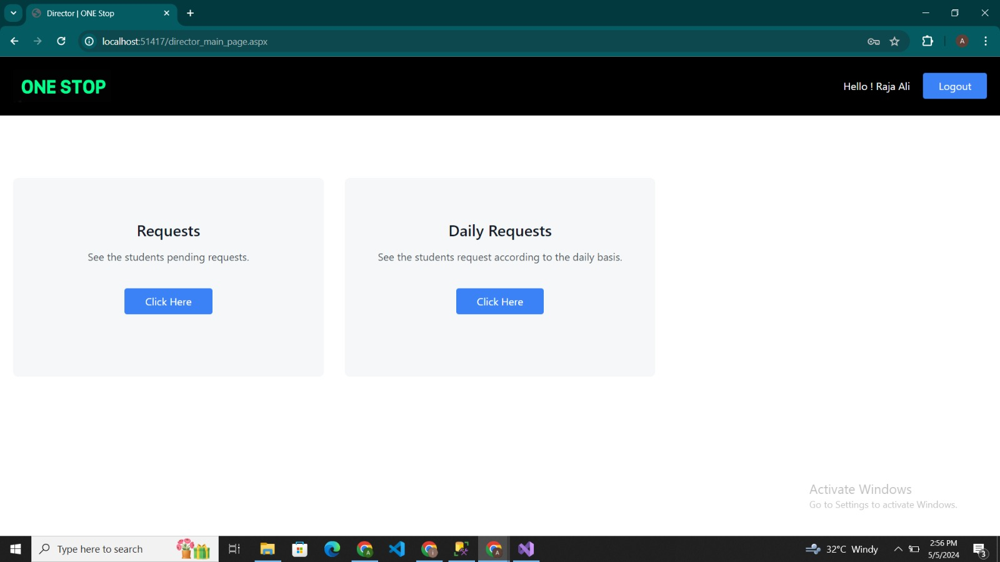 Director | ONE Stop
localhost:51417/director_main_page.aspx
A
ONE STOP
Hello ! Raja Ali
Logout
Requests
See the students pending requests.
Click Here
Daily Requests
See the students request according to the daily basis.
Click Here
Activate Windows
Go to Settings to activate Windows.
Type here to search
32°C Windy
2:56 PM
5/5/2024
3